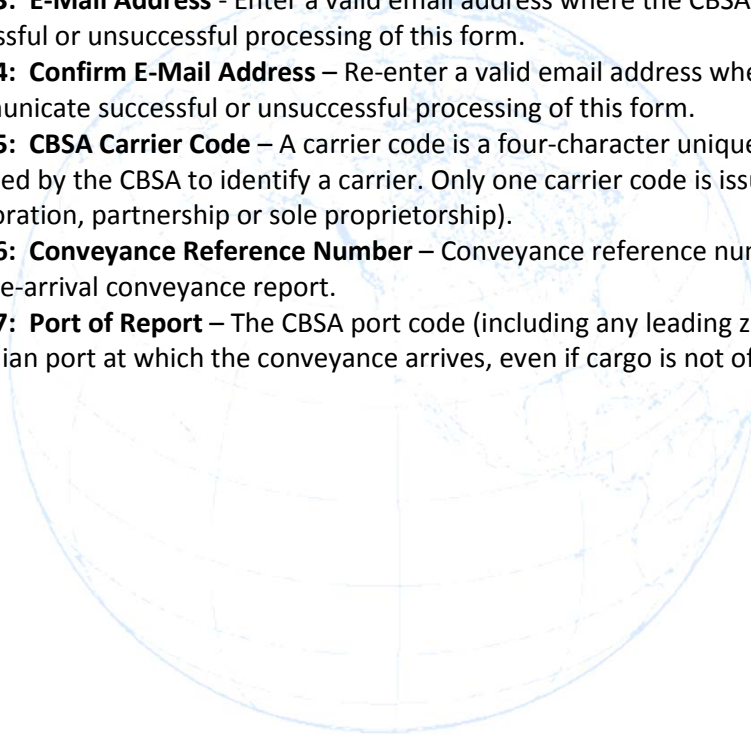 3: E-Mail Address - Enter a valid email address where the CBSA
ssful or unsuccessful processing of this form.
4: Confirm E-Mail Address – Re-enter a valid email address whe
unicate successful or unsuccessful processing of this form.
5: CBSA Carrier Code – A carrier code is a four-character unique
ed by the CBSA to identify a carrier. Only one carrier code is issu
oration, partnership or sole proprietorship).
6: Conveyance Reference Number – Conveyance reference num
e-arrival conveyance report.
7: Port of Report – The CBSA port code (including any leading z
ian port at which the conveyance arrives, even if cargo is not of